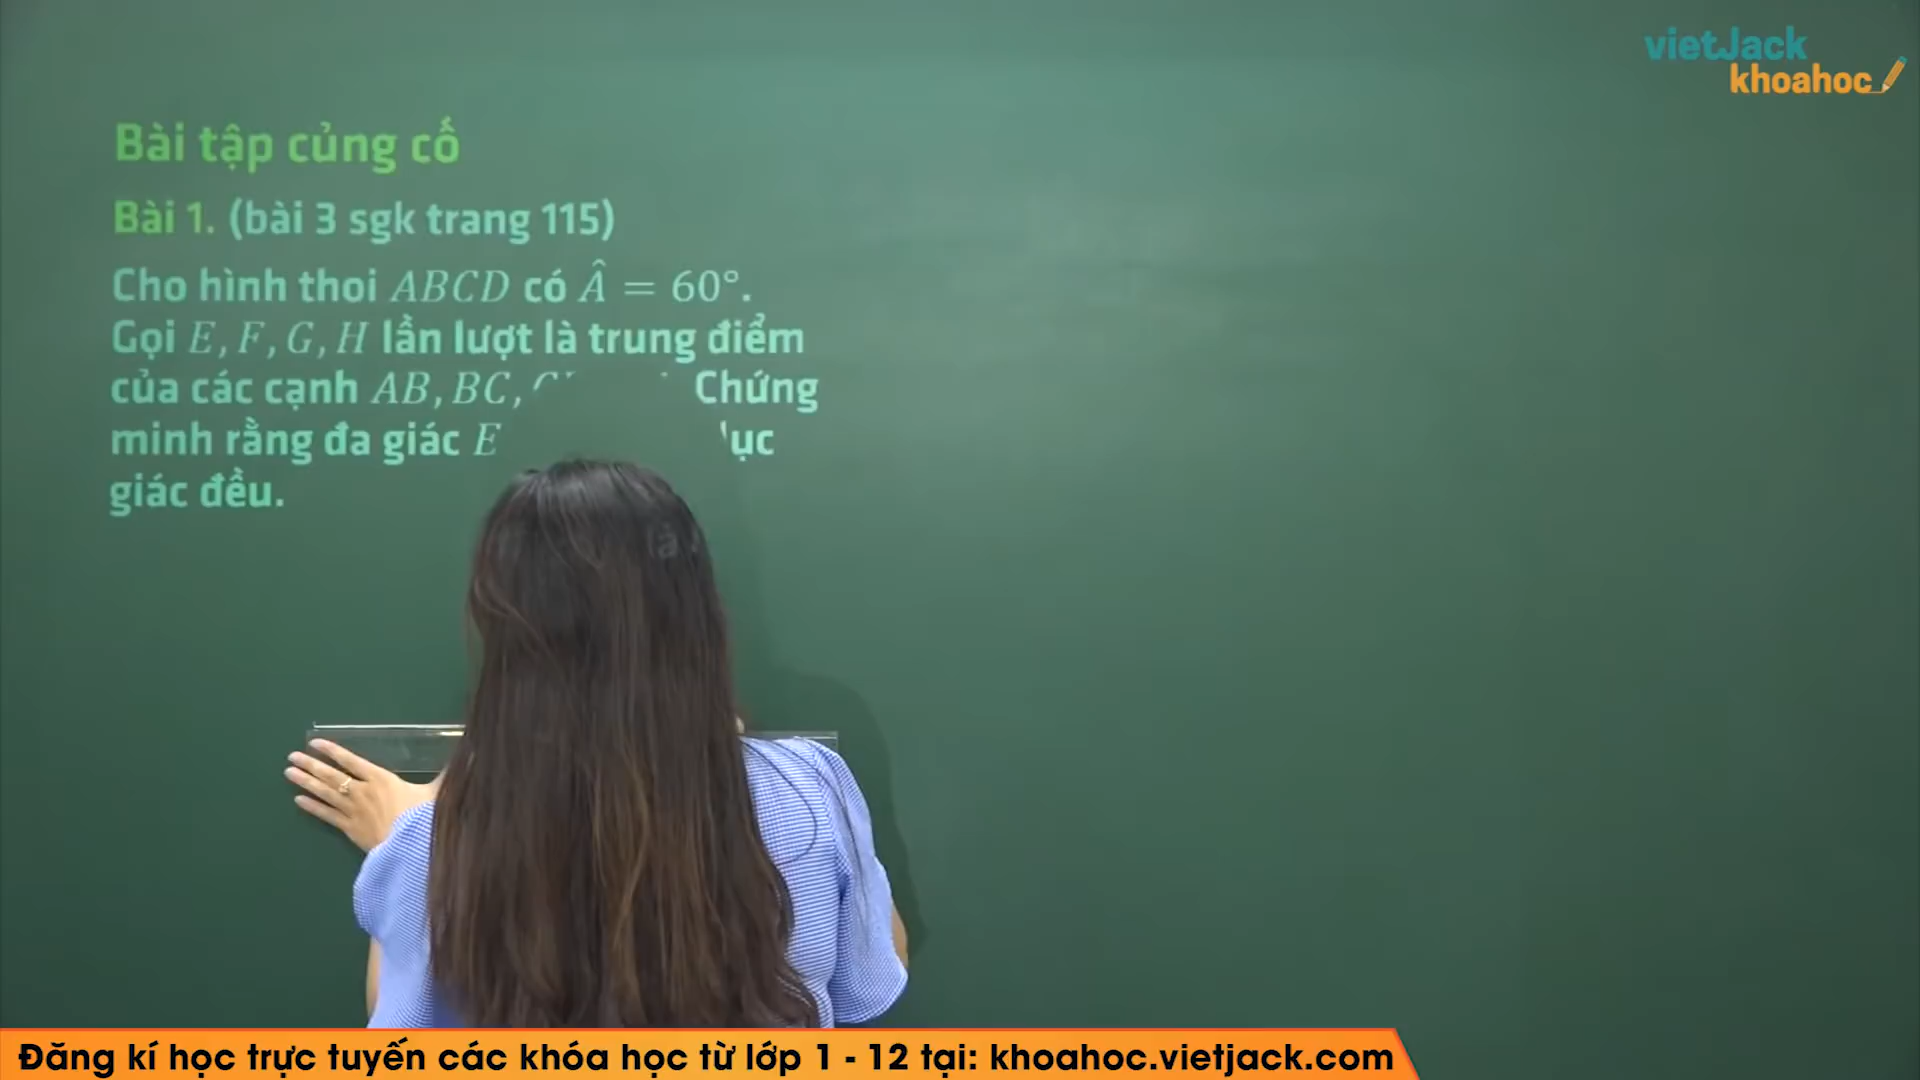 vietJack
khoahoc
Bài tập củng cố
Bài 1. (bài 3 sgk trang 115)
Cho hình thoi ABCD có Â = 60°.
Gọi E, F, G, H lần lượt là trung điểm
của các cạnh AB, BC, Chứng
minh rằng đa giác E lục
giác đều.
Đăng kí học trực tuyến các khóa học từ lớp 1 - 12 tại: khoahoc.vietjack.com